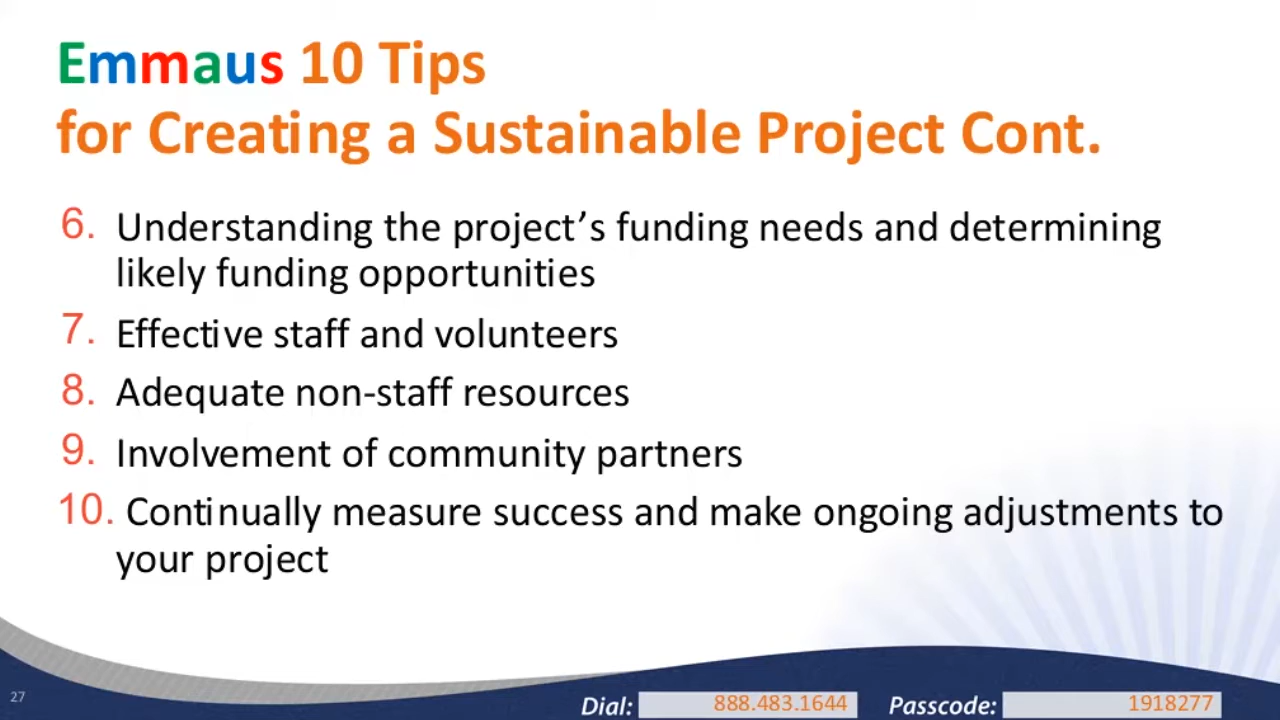 Emmaus 10 Tips
for Creating a Sustainable Project Cont.
6. Understanding the project’s funding needs and determining
likely funding opportunities
7. Effective staff and volunteers
8. Adequate non-staff resources
9. Involvement of community partners
10. Continually measure success and make ongoing adjustments to
your project
27
Dial: 888.483.1644 Passcode: 1918277